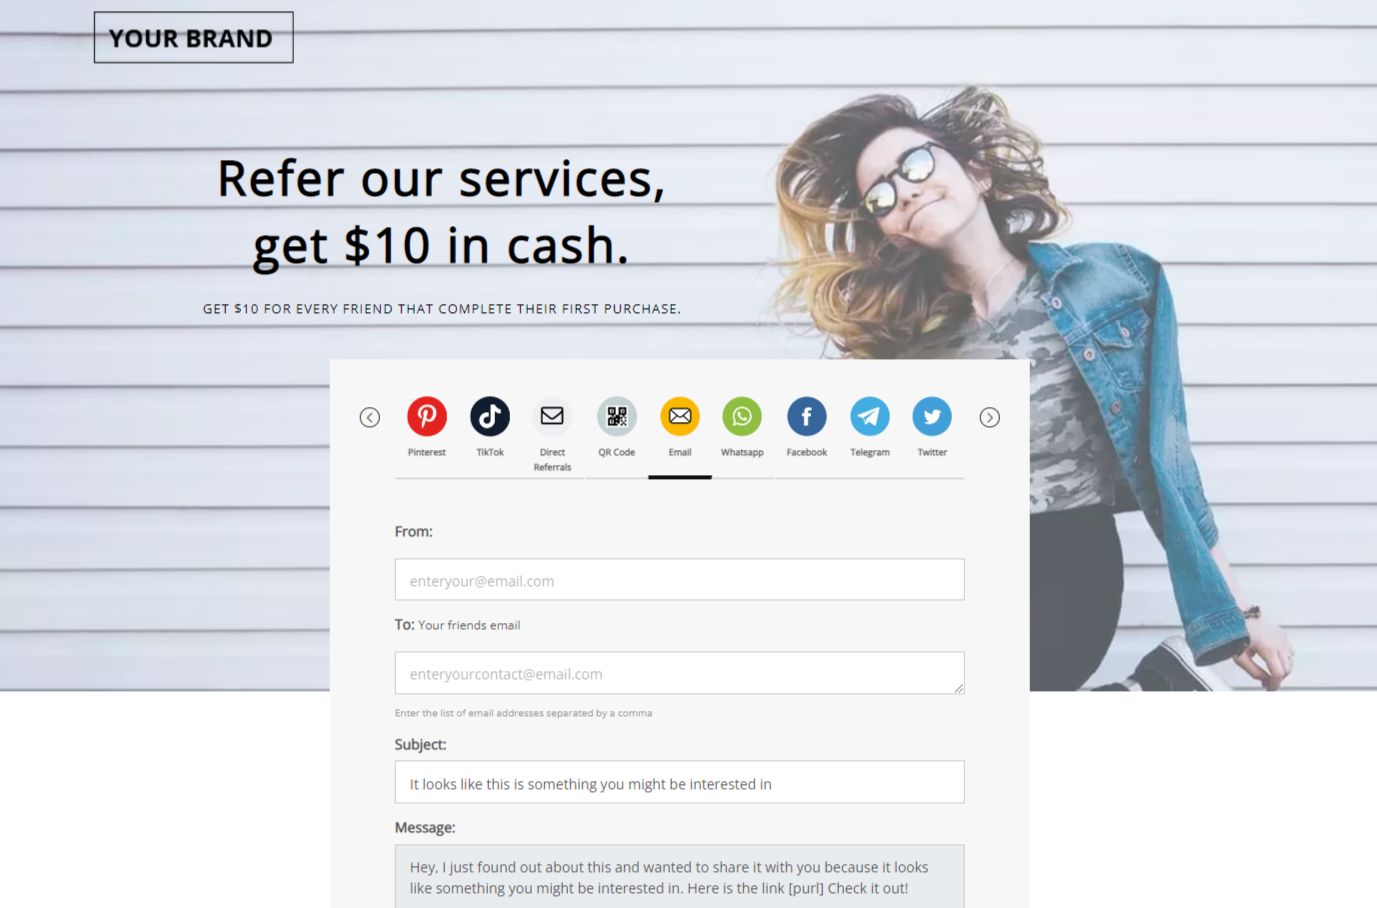 YOUR BRAND
Refer our services,
get $10 in cash.
GET $10 FOR EVERY FRIEND THAT COMPLETE THEIR FIRST PURCHASE.
Pinterest
TikTok
Direct
Referrals
QR Code
Email
Whatsapp
Facebook
Telegram
Twitter
From:
enteryour@email.com
To: Your friends email
enteryourcontact@email.com
Enter the list of email addresses separated by a comma
Subject:
It looks like this is something you might be interested in
Message:
Hey, I just found out about this and wanted to share it with you because it looks
like something you might be interested in. Here is the link [purl] Check it out!